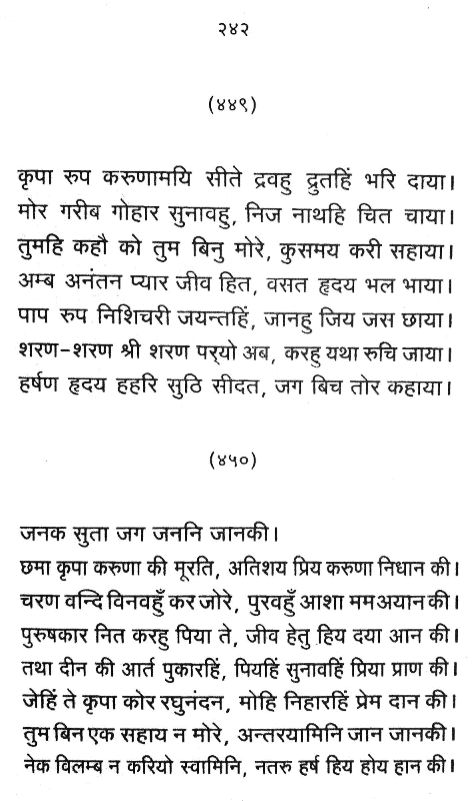 २४२
(४४९)
कृपा रुप करुणामयि सीते द्रवहु द्रुतहिं भरि दाया।
मोर गरीब गोहार सुनावहु, निज नाथहि चित चाया।
तुमहि कहौ को तुम बिनु मोरे, कुसमय करी सहाया।
अम्ब अनंतन प्यार जीव हित, वसत हृदय भल भाया।
पाप रुप निशिचरी जयन्तहिं, जानहु जिय जस छाया।
शरण-शरण श्री शरण पर्‌यो अब, करहु यथा रुचि जाया।
हर्षण हृदय हहरि सुठि सीदत, जग बिच तोर कहाया।
(४५०)
जनक सुता जग जननि जानकी।
छमा कृपा करुणा की मूरति, अतिशय प्रिय करुणा निधान की।
चरण वन्दि विनवहुँ कर जोरे, पुरवहुँ आशा मम अयान की।
पुरुषकार नित करहु पिया ते, जीव हेतु हिय दया आन की।
तथा दीन की आर्त पुकारहिं, पियहिं सुनावहिं प्रिया प्राण की।
जेहिं ते कृपा कोर रघुनंदन, मोहि निहारहिं प्रेम दान की।
तुम बिन एक सहाय न मोरे, अन्तरयामिनि जान जानकी।
नेक विलम्ब न करियो स्वामिनि, नतरु हर्ष हिय होय हान की।